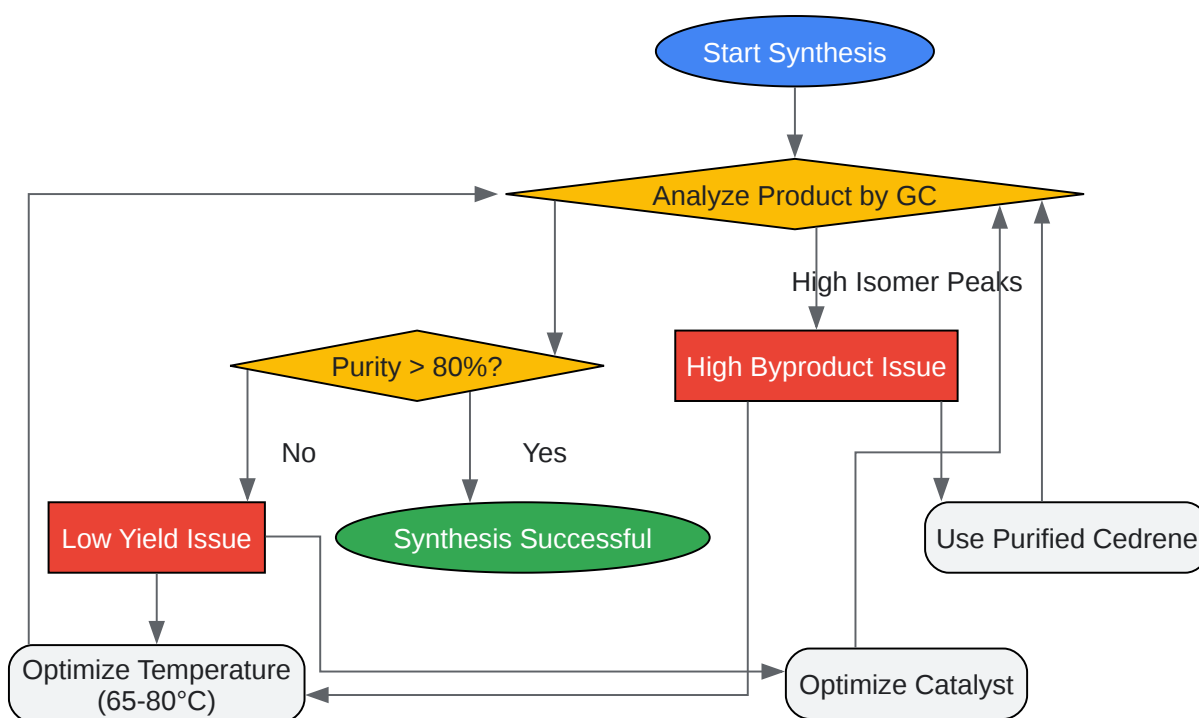 Start Synthesis
Analyze Product by GC
High Isomer Peaks
Purity > 80%?
High Byproduct Issue
No
Yes
Low Yield Issue
Synthesis Successful
Use Purified Cedrene
Optimize Temperature
(65-80°C)
Optimize Catalyst